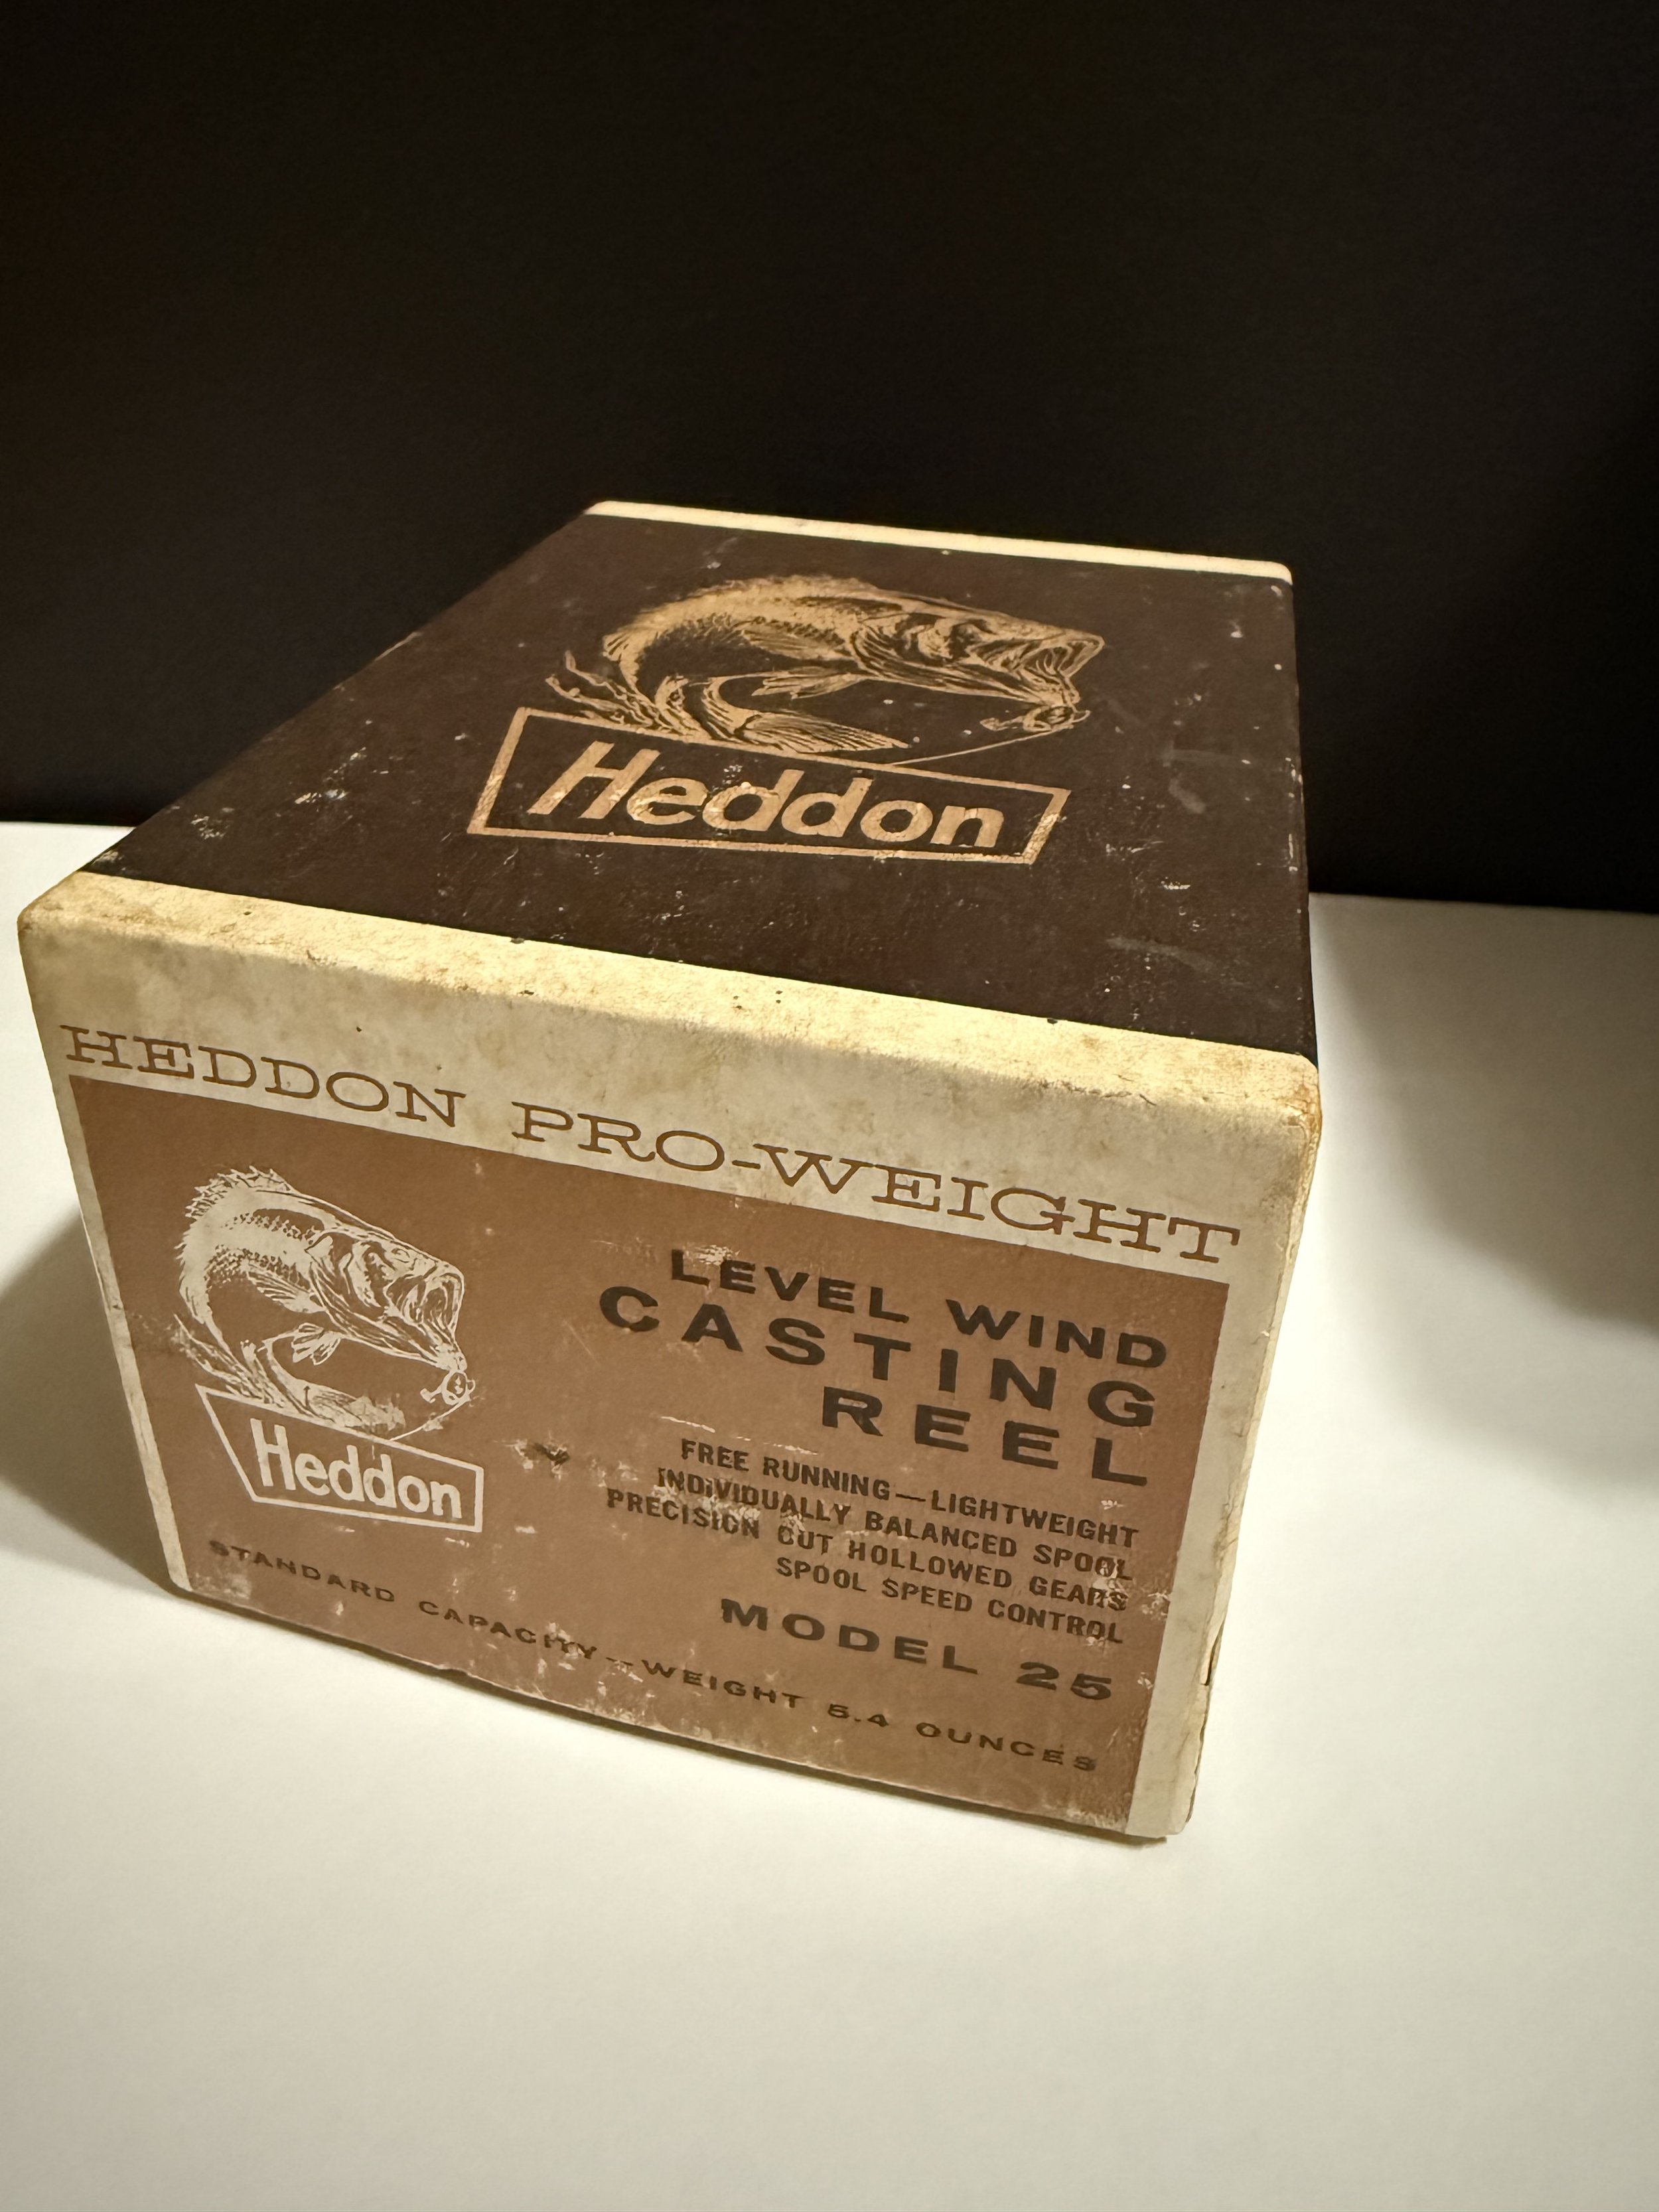 Heddon
HEDDON PRO-WEIGHT
LEVEL WIND
CASTING
REEL
FREE RUNNING—LIGHTWEIGHT
INDIVIDUALLY BALANCED SPOOL
PRECISION CUT HOLLOWED GEARS
SPOOL SPEED CONTROL
MODEL 25
Heddon
STANDARD CAPACITY—WEIGHT 5.4 OUNCES